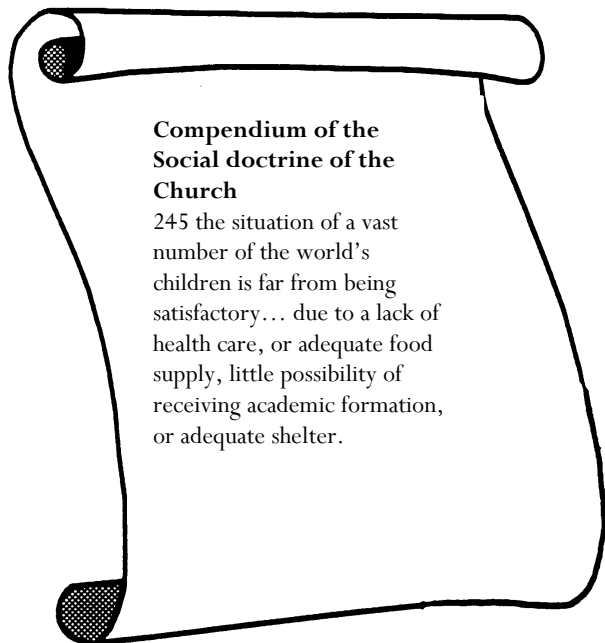 Compendium of the
Social doctrine of the
Church
245 the situation of a vast
number of the world’s
children is far from being
satisfactory… due to a lack of
health care, or adequate food
supply, little possibility of
receiving academic formation,
or adequate shelter.